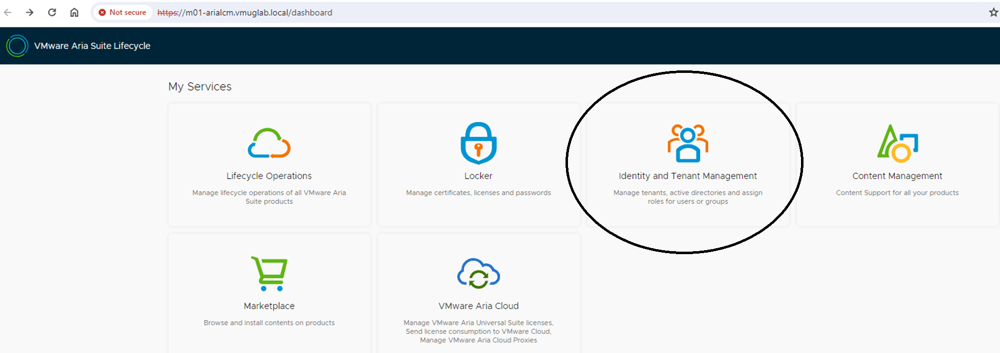 Not secure
https://m01-arialcm.vmuglab.local/dashboard
VMware Aria Suite Lifecycle
My Services
Lifecycle Operations
Manage lifecycle operations of all VMware Aria
Suite products
Locker
Manage certificates, licenses and passwords
Identity and Tenant Management
Manage tenants, active directories and assign
roles for users or groups
Content Management
Content Support for all your products
Marketplace
Browse and install contents on products
VMware Aria Cloud
Manage VMware Aria Universal Suite licenses,
Send license consumption to VMware Cloud,
Manage VMware Aria Cloud Proxies